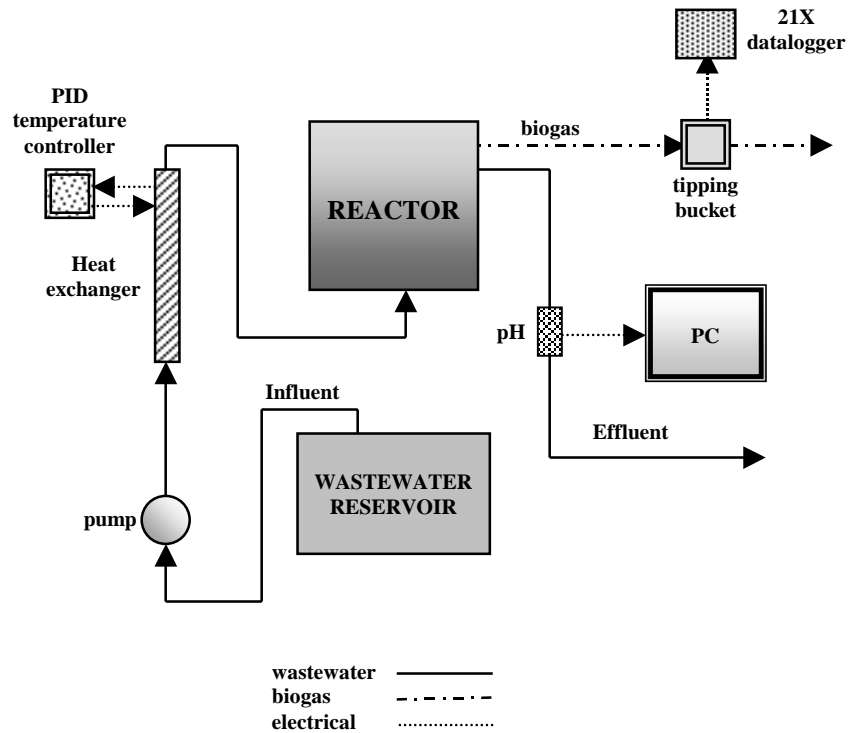 21X
datalogger
PID
temperature
controller
biogas
REACTOR
tipping
bucket
Heat
exchanger
pH
PC
Influent
Effluent
WASTEWATER
RESERVOIR
pump
wastewater
biogas
electrical